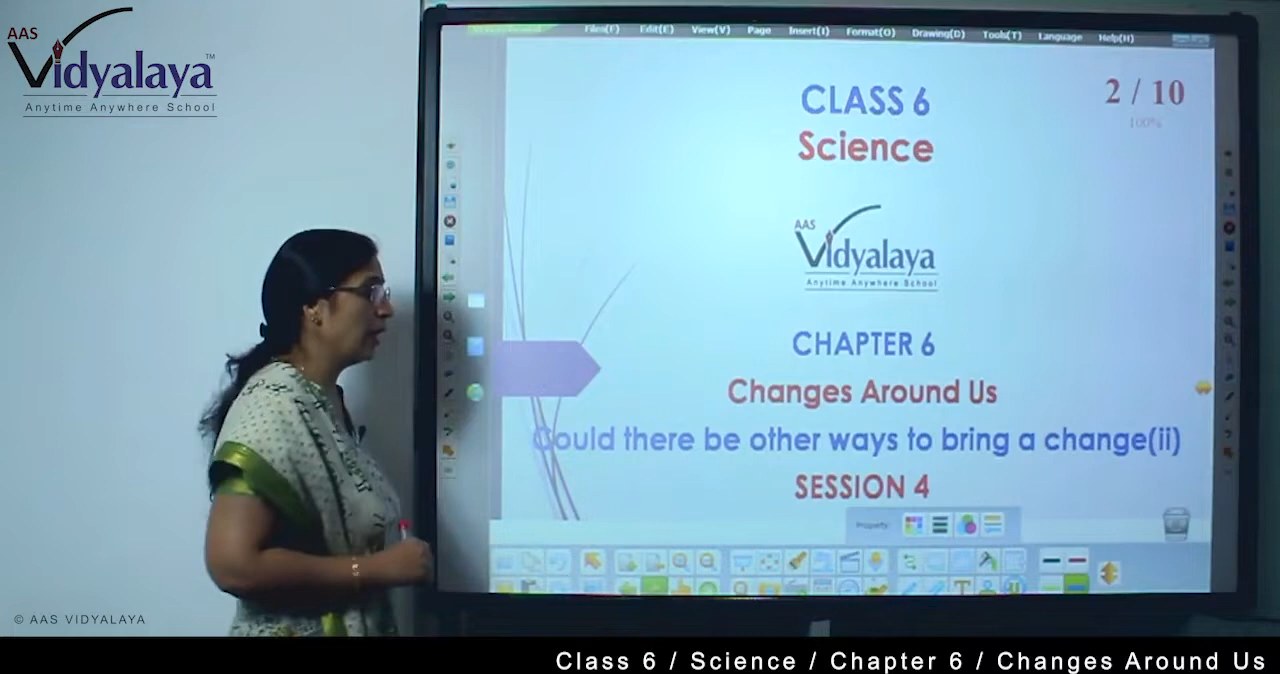 AAS
Vidyalaya™
Anytime Anywhere School
Files(F) Edit(E) View(V) Page Insert(I) Format(O) Drawing(D) Tools(T) Language Help(H)
2 / 10
100%
CLASS 6
Science
AAS
Vidyalaya
Anytime Anywhere School
CHAPTER 6
Changes Around Us
Could there be other ways to bring a change(ii)
SESSION 4
Property:
© AAS VIDYALAYA
Class 6 / Science / Chapter 6 / Changes Around Us